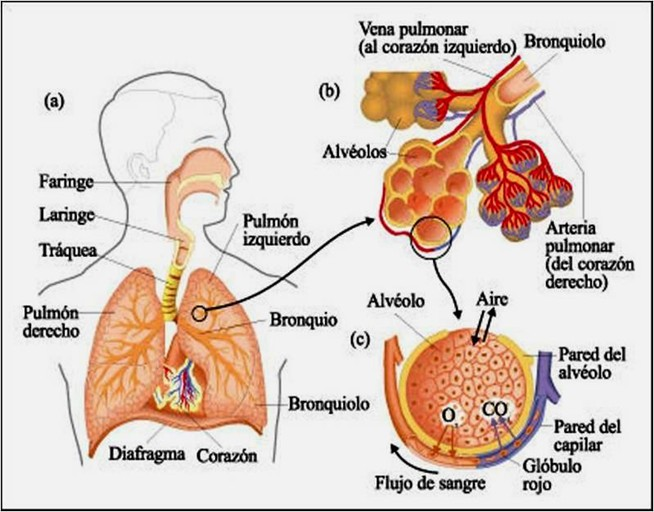 (a)
Faringe
Laringe
Tráquea
Pulmón
derecho
Pulmón
izquierdo
Bronquio
Bronquiolo
Diafragma
Corazón
(b)
Vena pulmonar
(al corazón izquierdo)
Bronquiolo
Alvéolos
Arteria
pulmonar
(del corazón
derecho)
(c)
Alvéolo
Aire
Pared del
alvéolo
O₂
CO
Pared del
capilar
Glóbulo
rojo
Flujo de sangre